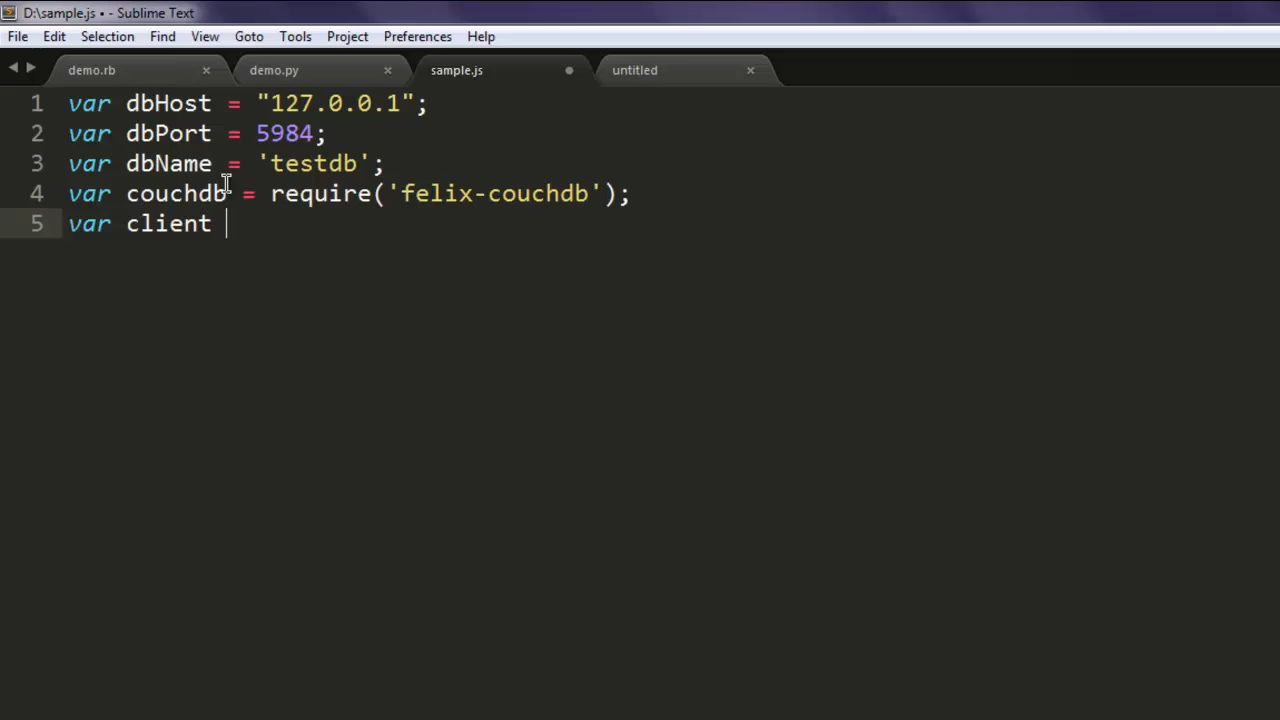 D:\sample.js • - Sublime Text
File Edit Selection Find View Goto Tools Project Preferences Help
demo.rb × demo.py × sample.js untitled ×
1 var dbHost = "127.0.0.1";
2 var dbPort = 5984;
3 var dbName = 'testdb';
4 var couchdb = require('felix-couchdb');
5 var client